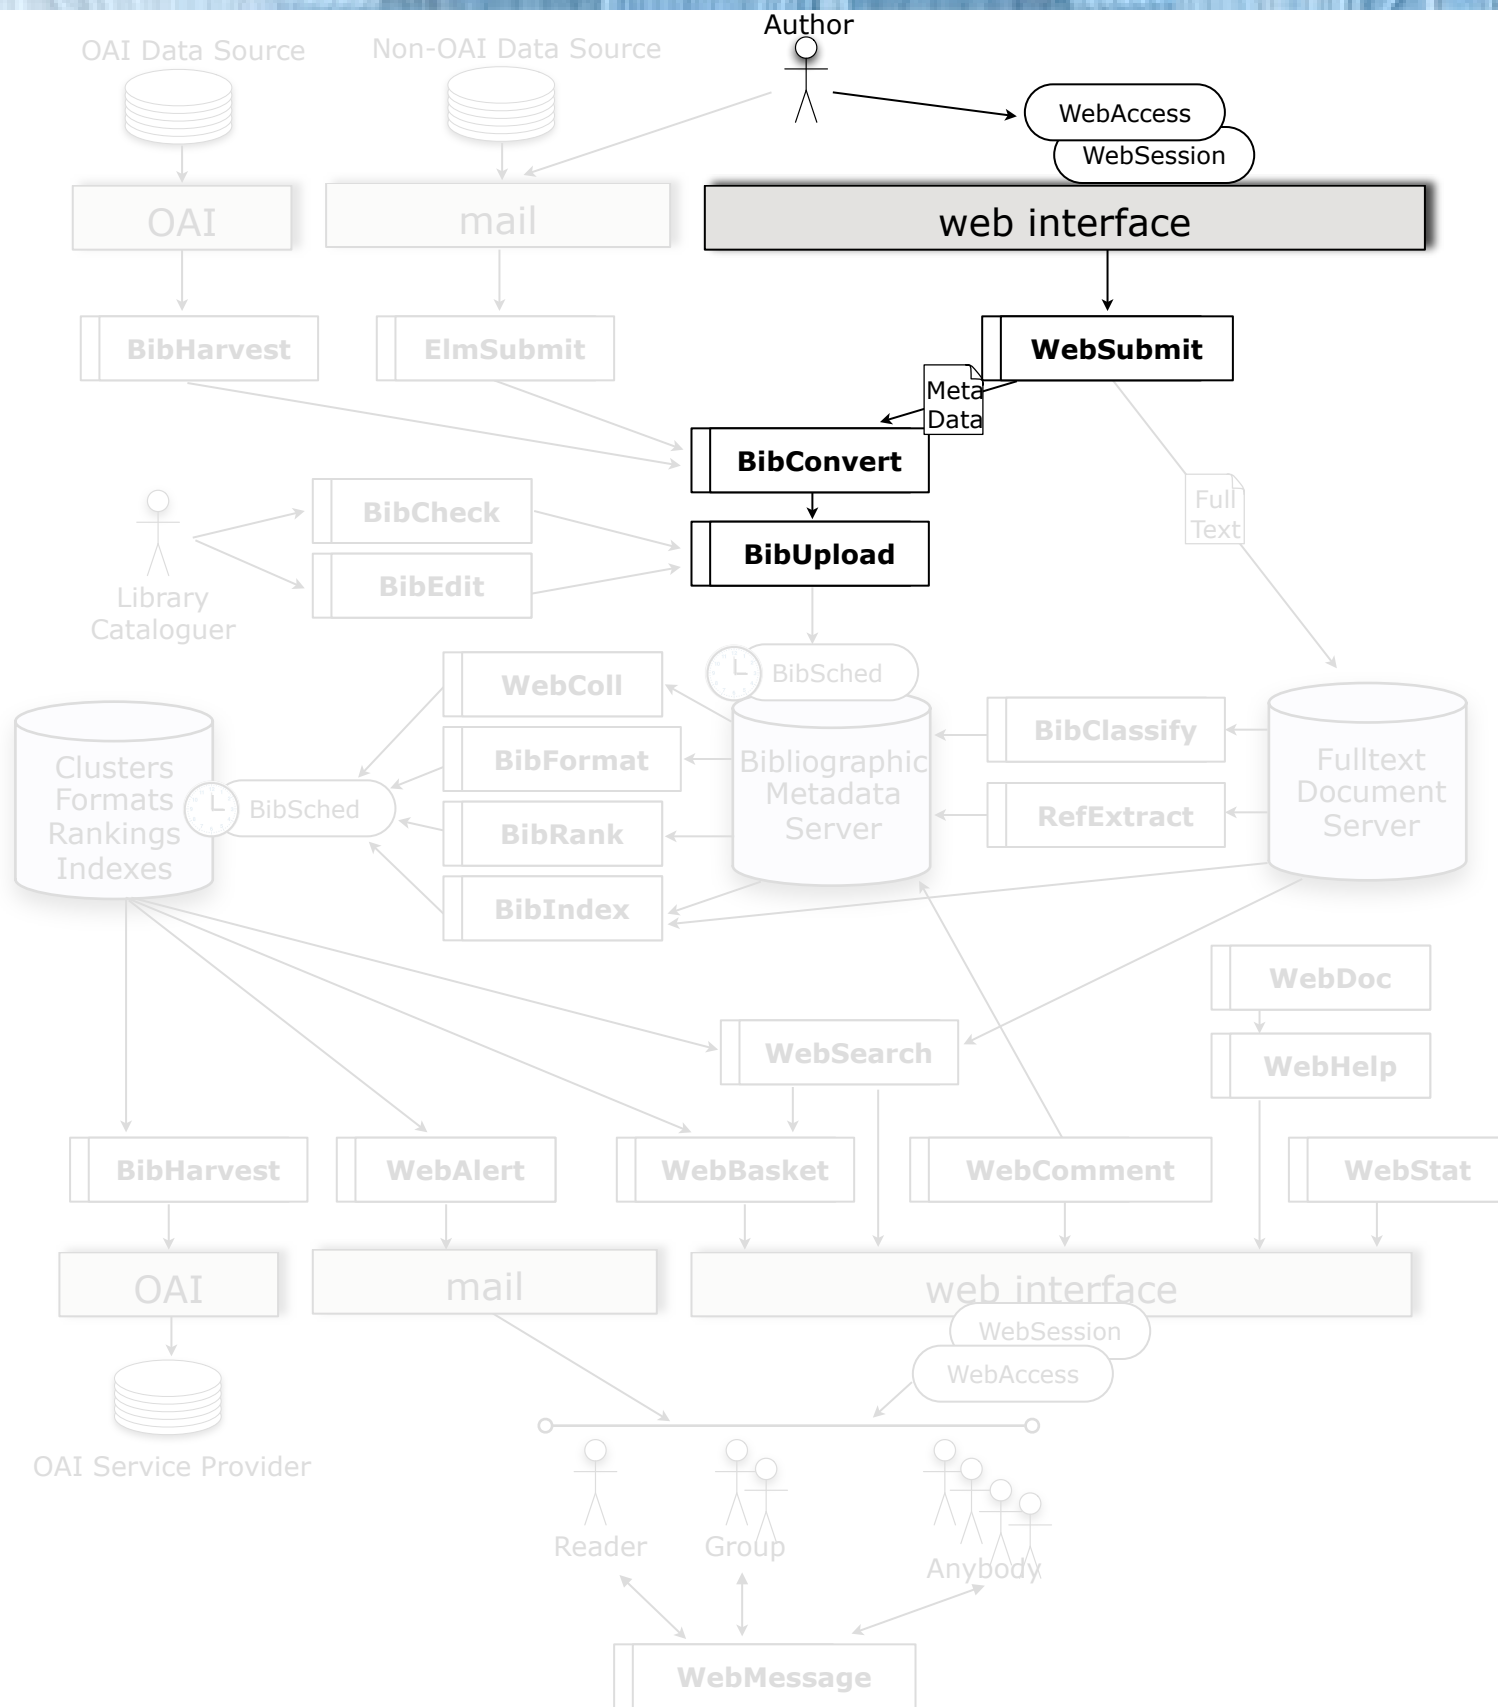 Author
OAI Data Source
Non-OAI Data Source
WebAccess
WebSession
OAI
mail
web interface
BibHarvest
ElmSubmit
WebSubmit
Meta
Data
BibConvert
Full
Text
BibCheck
BibUpload
BibEdit
Library
Cataloguer
BibSched
WebColl
BibClassify
BibFormat
Bibliographic
Metadata
Server
Fulltext
Document
Server
Clusters
Formats
Rankings
Indexes
BibSched
BibRank
RefExtract
BibIndex
WebDoc
WebSearch
WebHelp
BibHarvest
WebAlert
WebBasket
WebComment
WebStat
OAI
mail
web interface
WebSession
WebAccess
OAI Service Provider
Reader
Group
Anybody
WebMessage